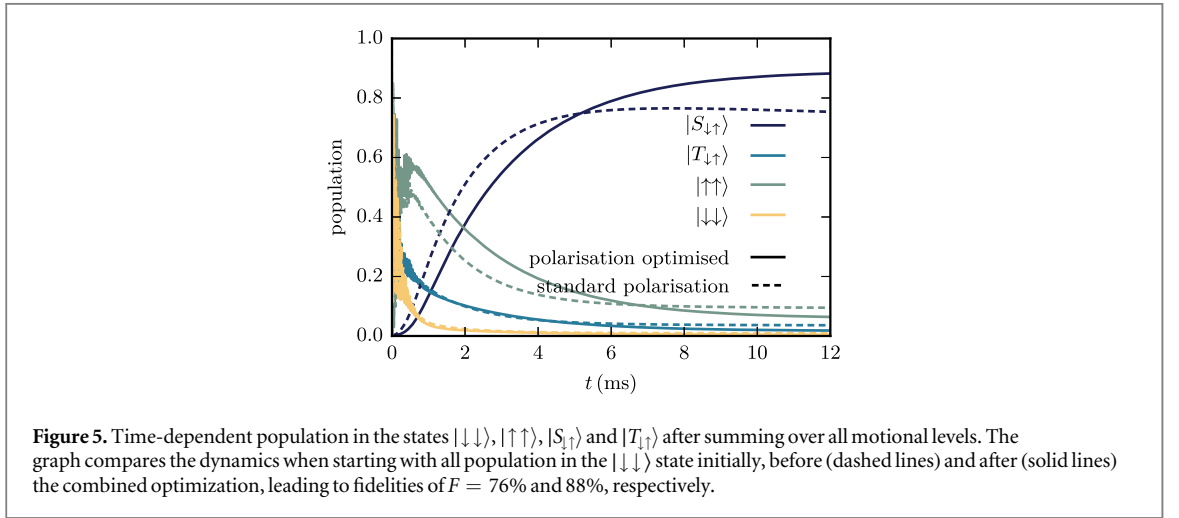 1.0
0.8
0.6
0.4
0.2
0.0
population
0
2
4
6
8
10
12
t (ms)
|S↓↑⟩
|T↓↑⟩
|↑↑⟩
|↓↓⟩
polarisation optimised
standard polarisation
Figure 5. Time-dependent population in the states |↓↓⟩, |↑↑⟩, |S↓↑⟩ and |T↓↑⟩ after summing over all motional levels. The
graph compares the dynamics when starting with all population in the |↓↓⟩ state initially, before (dashed lines) and after (solid lines)
the combined optimization, leading to fidelities of F = 76% and 88%, respectively.